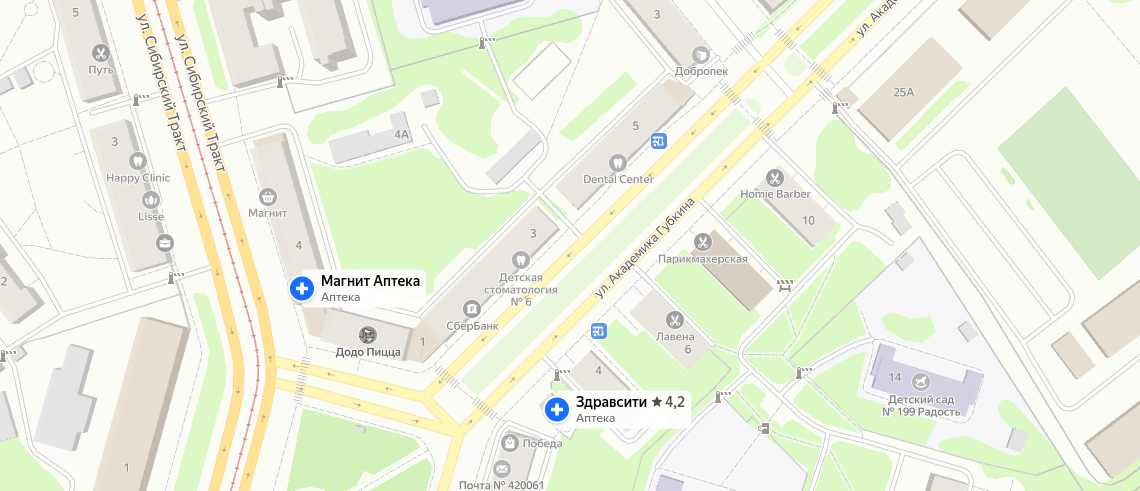 ул. Сибирский Тракт
ул. Сибирский Тракт
3
ул. Акаде
Путь
5
Добропек
25А
4А
3
5
Happy Clinic
Dental Center
Homie Barber
Lisse
Магнит
10
4
3
ул. Академика Губкина
Парикмахерская
2
Магнит Аптека
Аптека
Детская
стоматология
№ 6
СберБанк
Лавена
6
Додо Пицца
1
4
14
Детский сад
№ 199 Радость
Здравсити ★ 4,2
Аптека
Победа
1
Почта № 420061